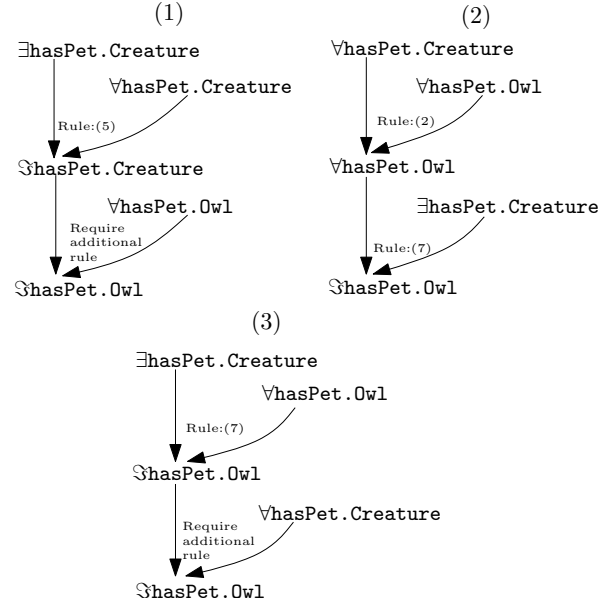 (1)
∃hasPet.Creature
∀hasPet.Creature
Rule:(5)
ℑhasPet.Creature
∀hasPet.Owl
Require
additional
rule
ℑhasPet.Owl
(2)
∀hasPet.Creature
∀hasPet.Owl
Rule:(2)
∀hasPet.Owl
∃hasPet.Creature
Rule:(7)
ℑhasPet.Owl
(3)
∃hasPet.Creature
∀hasPet.Owl
Rule:(7)
ℑhasPet.Owl
∀hasPet.Creature
Require
additional
rule
ℑhasPet.Owl